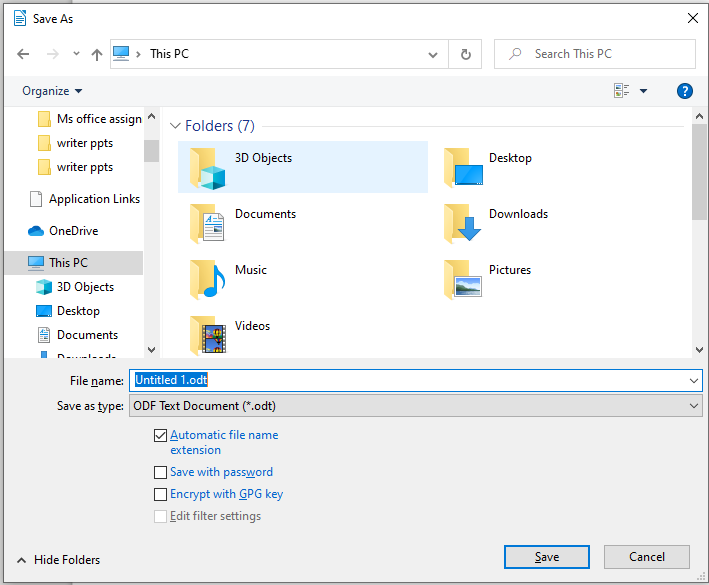 Save As
This PC
Search This PC
Organize
?
Ms office assign
writer ppts
writer ppts
Application Links
OneDrive
This PC
3D Objects
Desktop
Documents
Downloads
Folders (7)
3D Objects
Desktop
Documents
Downloads
Music
Pictures
Videos
File name: Untitled 1.odt
Save as type: ODF Text Document (*.odt)
Automatic file name
extension
Save with password
Encrypt with GPG key
Edit filter settings
Hide Folders
Save
Cancel